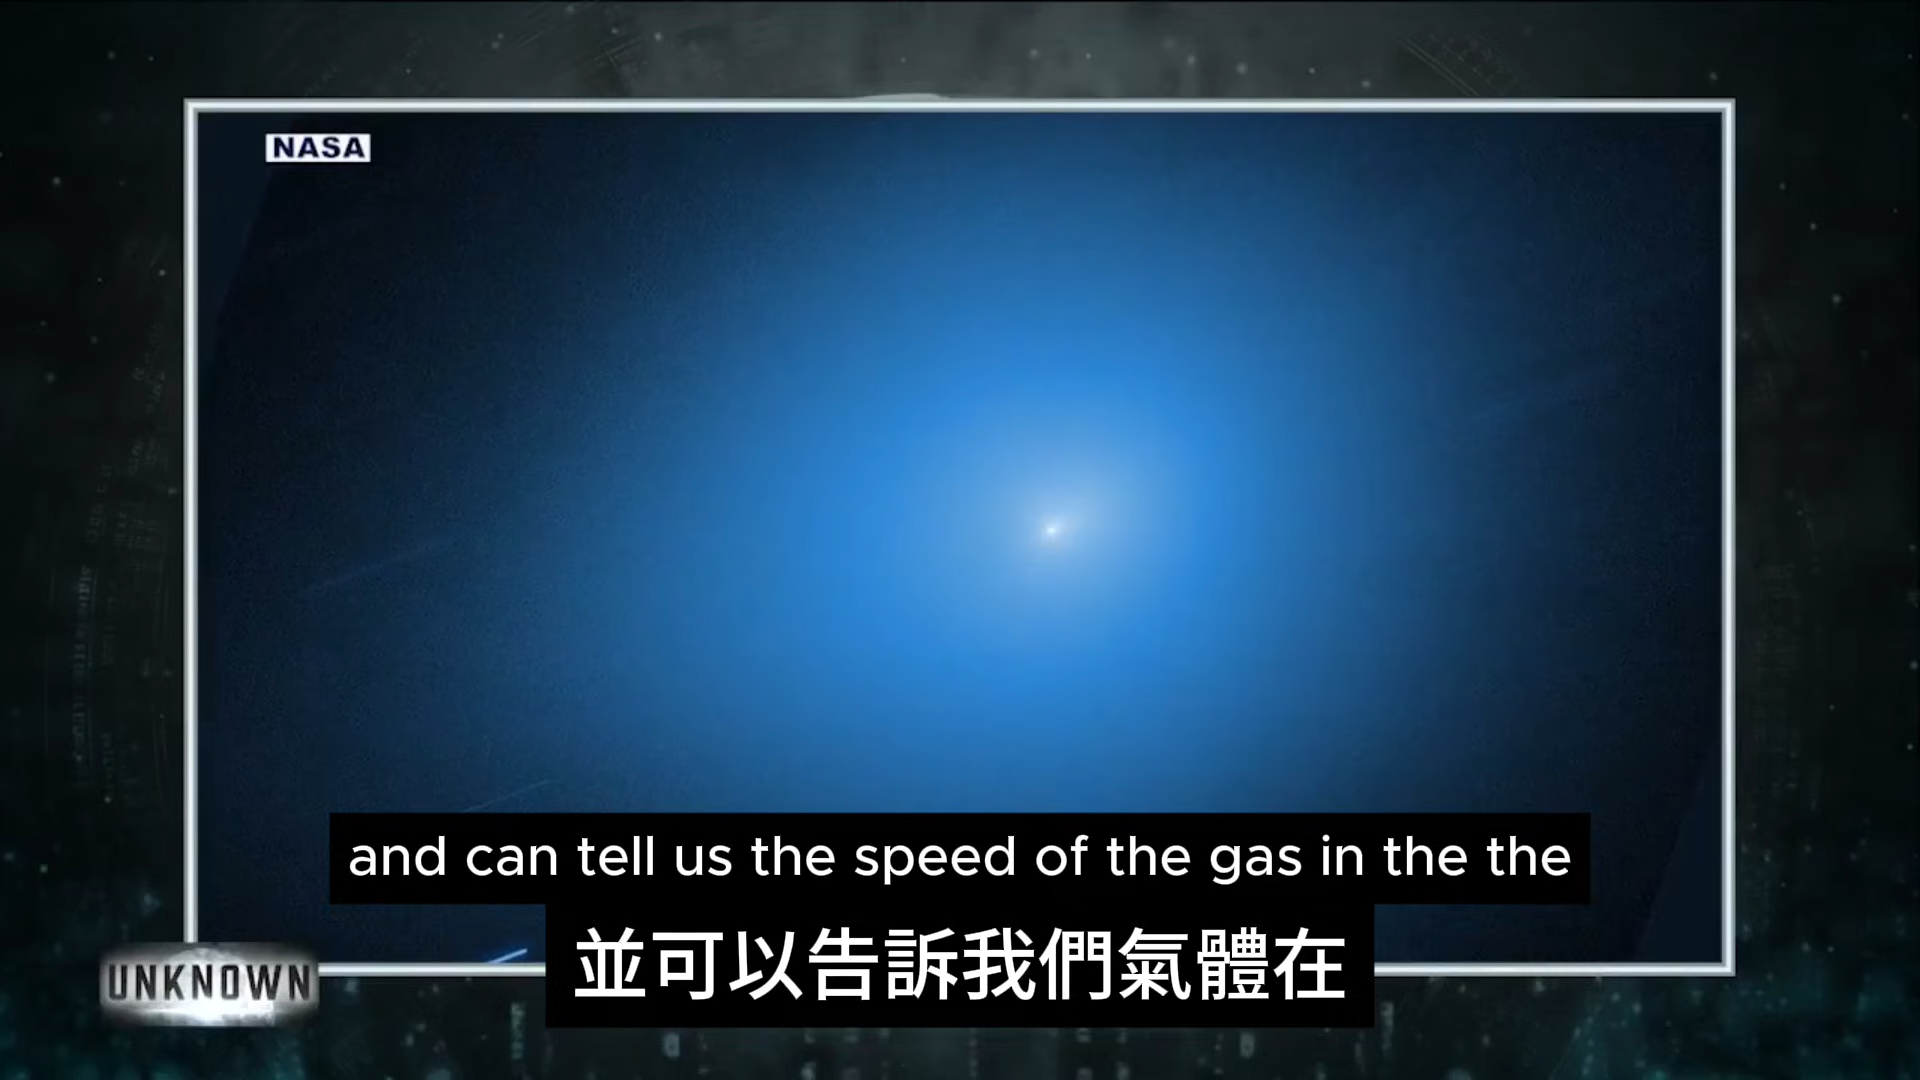 NASA
and can tell us the speed of the gas in the the
並可以告訴我們氣體在
UNKNOWN